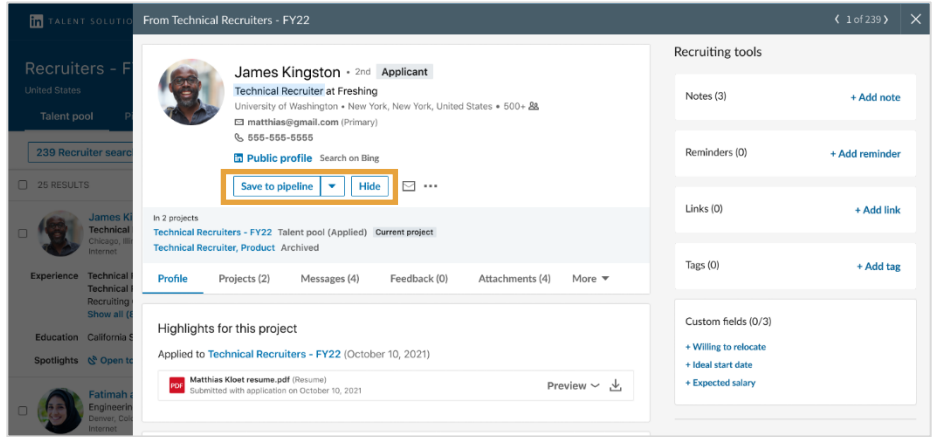 in TALENT SOLUTIO
From Technical Recruiters - FY22
1 of 239
Recruiters - F
United States
Talent pool
239 Recruiter searc
25 RESULTS
James Ki
Technical
Chicago, Illi
Internet
Experience Technical
Technical
Recruiting
Show all (
Education California S
Spotlights Open to
Fatimah
Engineerin
Denver, Colo
Internet
James Kingston • 2nd Applicant
Technical Recruiter at Freshing
University of Washington • New York, New York, United States • 500+
matthias@gmail.com (Primary)
555-555-5555
in Public profile Search on Bing
Save to pipeline Hide •••
In 2 projects
Technical Recruiters - FY22 Talent pool (Applied) Current project
Technical Recruiter, Product Archived
Profile Projects (2) Messages (4) Feedback (0) Attachments (4) More
Highlights for this project
Applied to Technical Recruiters - FY22 (October 10, 2021)
PDF Matthias Kloet resume.pdf (Resume)
Submitted with application on October 10, 2021
Preview
Recruiting tools
Notes (3) + Add note
Reminders (0) + Add reminder
Links (0) + Add link
Tags (0) + Add tag
Custom fields (0/3)
+ Willing to relocate
+ Ideal start date
+ Expected salary